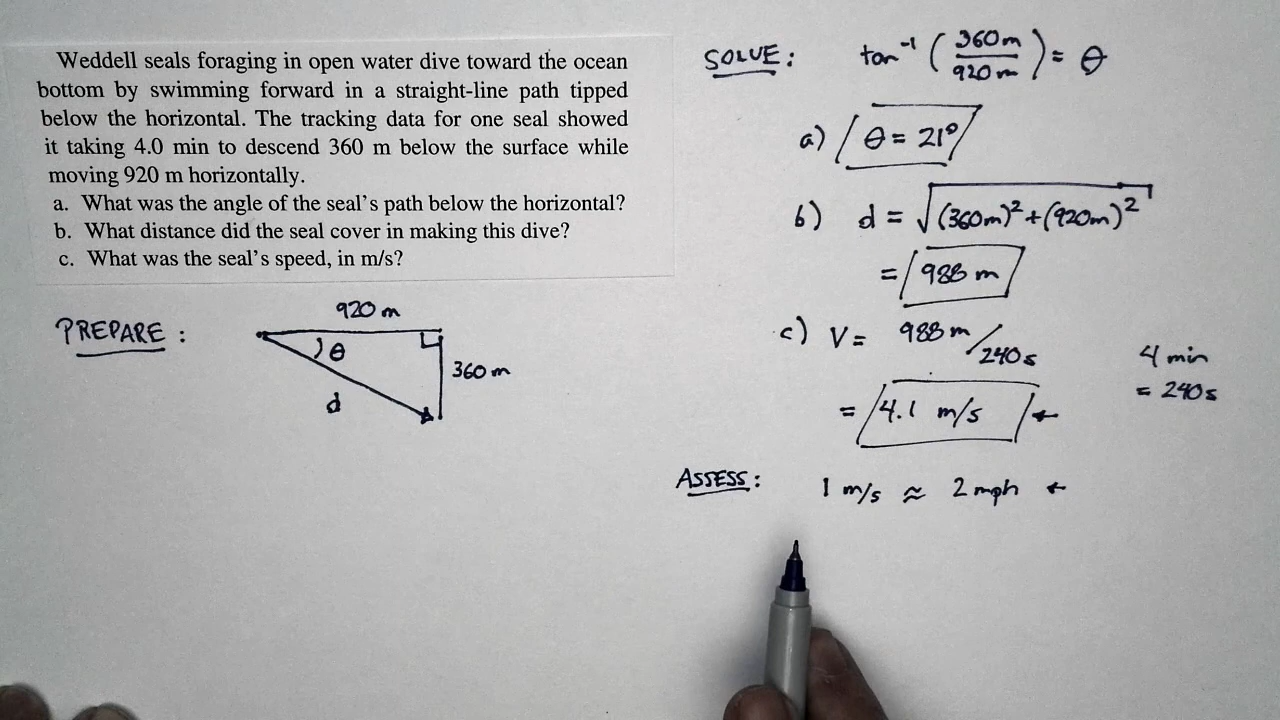 Weddell seals foraging in open water dive toward the ocean
bottom by swimming forward in a straight-line path tipped
below the horizontal. The tracking data for one seal showed
it taking 4.0 min to descend 360 m below the surface while
moving 920 m horizontally.
a. What was the angle of the seal's path below the horizontal?
b. What distance did the seal cover in making this dive?
c. What was the seal's speed, in m/s?
PREPARE :
920 m
θ
360 m
d
SOLVE : tan⁻¹ (360m/920m) = θ
a) θ = 21°
b) d = √(360m)² + (920m)²
= 988 m
c) V = 988 m/240 s
4 min
= 240 s
= 4.1 m/s ←
ASSESS : 1 m/s ≈ 2 mph ←